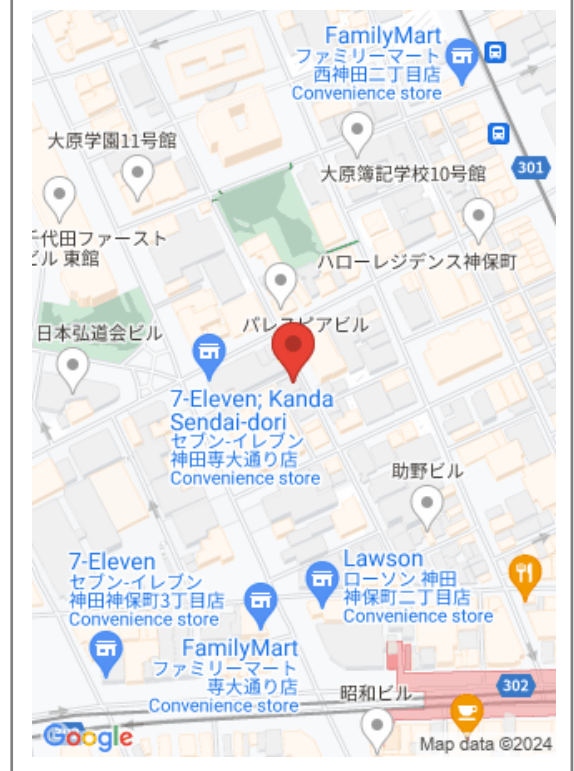 FamilyMart
ファミリーマート
西神田二丁目店
Convenience store
大原学園11号館
大原簿記学校10号館
301
千代田ファースト
ビル 東館
ハローレジデンス神保町
パレスピアビル
日本弘道会ビル
7-Eleven; Kanda
Sendai-dori
セブン-イレブン
神田専大通り店
Convenience store
助野ビル
7-Eleven
セブン-イレブン
神田神保町3丁目店
Convenience store
Lawson
ローソン 神田
神保町二丁目店
Convenience store
FamilyMart
ファミリーマート
専大通り店
Convenience store
302
昭和ビル
Google
Map data ©2024